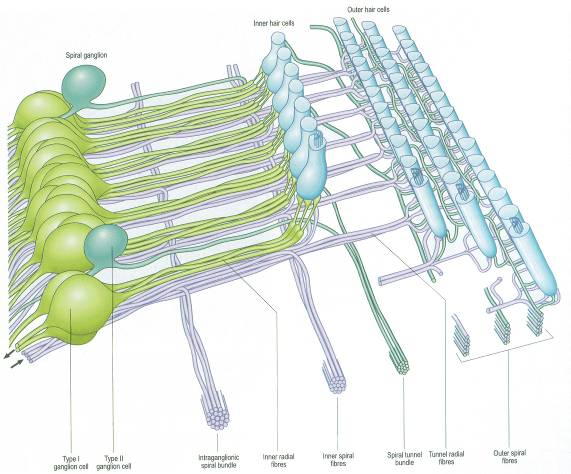 Outer hair cells
Inner hair cells
Spiral ganglion
Type I
ganglion cell
Type II
ganglion cell
Intraganglionic
spiral bundle
Inner radial
fibres
Inner spiral
fibres
Spiral tunnel
bundle
Tunnel radial
fibres
Outer spiral
fibres